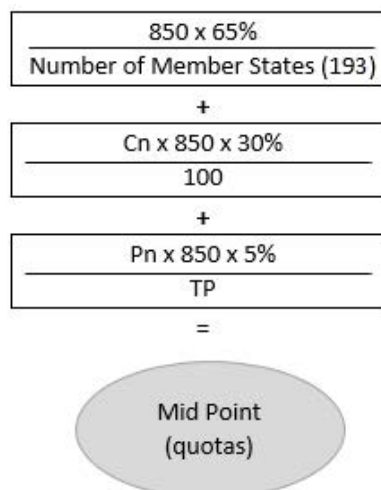 850 x 65%
Number of Member States (193)
+
Cn x 850 x 30%
100
+
Pn x 850 x 5%
TP
=
Mid Point
(quotas)